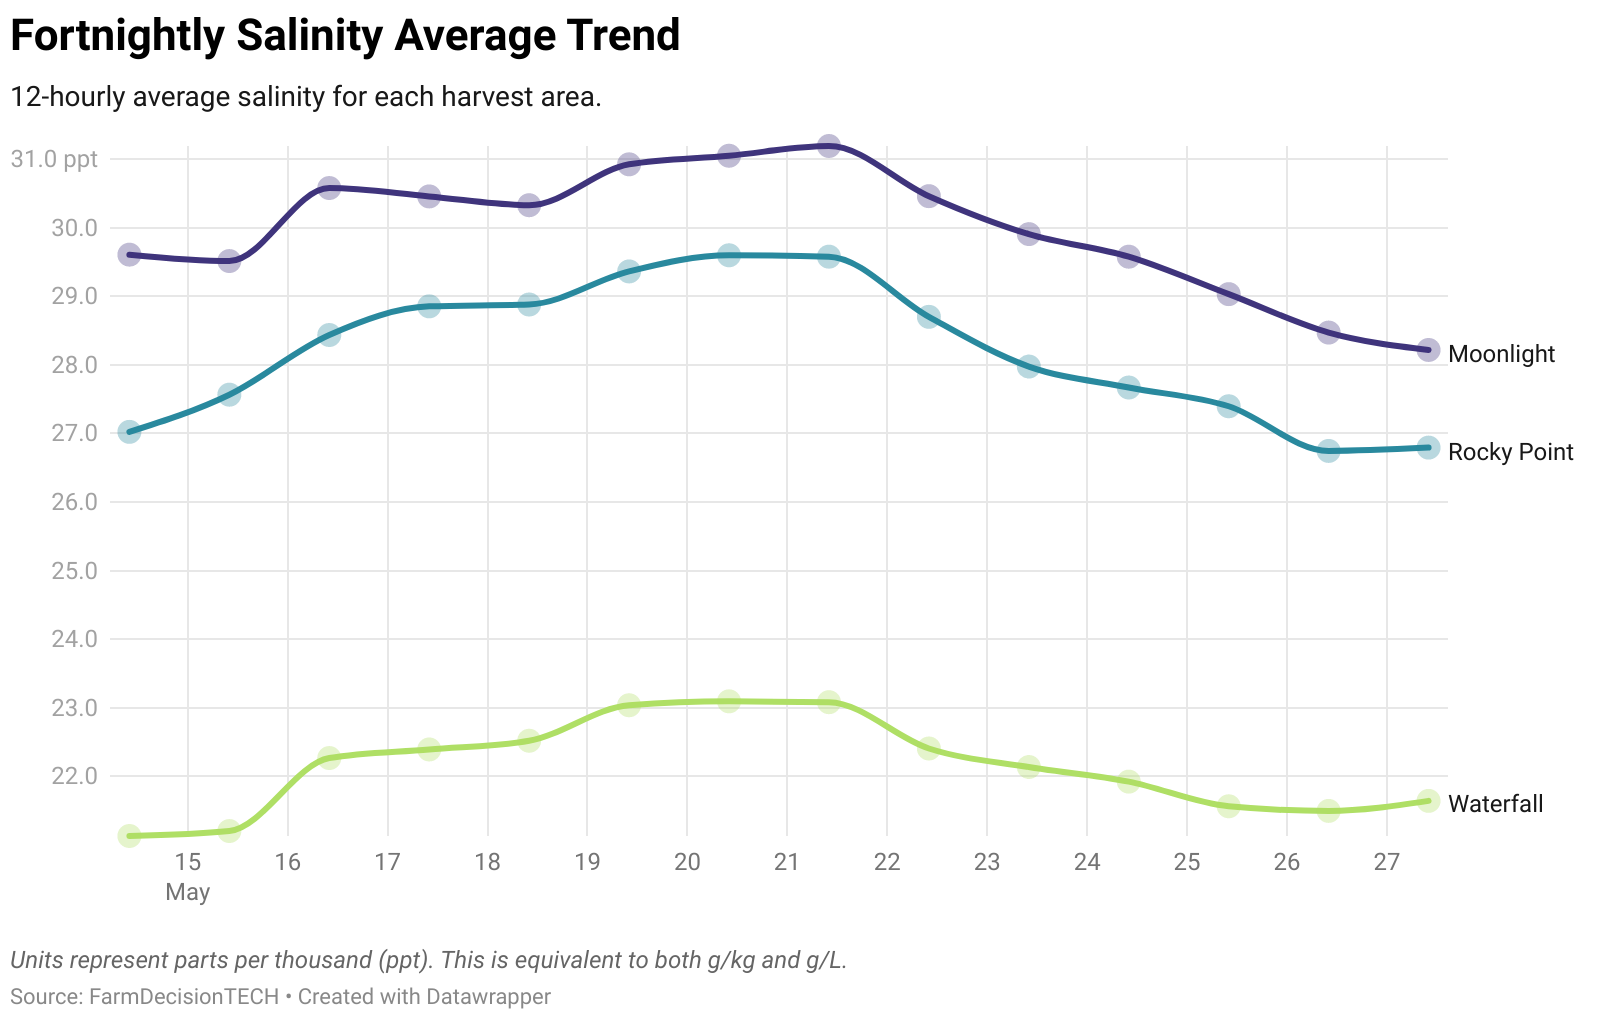 Fortnightly Salinity Average Trend
12-hourly average salinity for each harvest area.
31.0 ppt
30.0
29.0
28.0
27.0
26.0
25.0
24.0
23.0
22.0
Moonlight
Rocky Point
Waterfall
15 16 17 18 19 20 21 22 23 24 25 26 27
May
Units represent parts per thousand (ppt). This is equivalent to both g/kg and g/L.
Source: FarmDecisionTECH • Created with Datawrapper